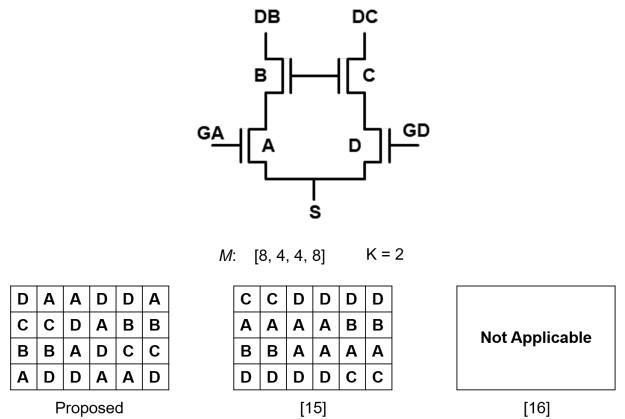 DB DC
B C
GA A D GD
S
M: [8, 4, 4, 8] K = 2
D A A D D A
C C D A B B
B B A D C C
A D D A A D
Proposed
C C D D D D
A A A A B B
B B A A A A
D D D D C C
[15]
Not Applicable
[16]